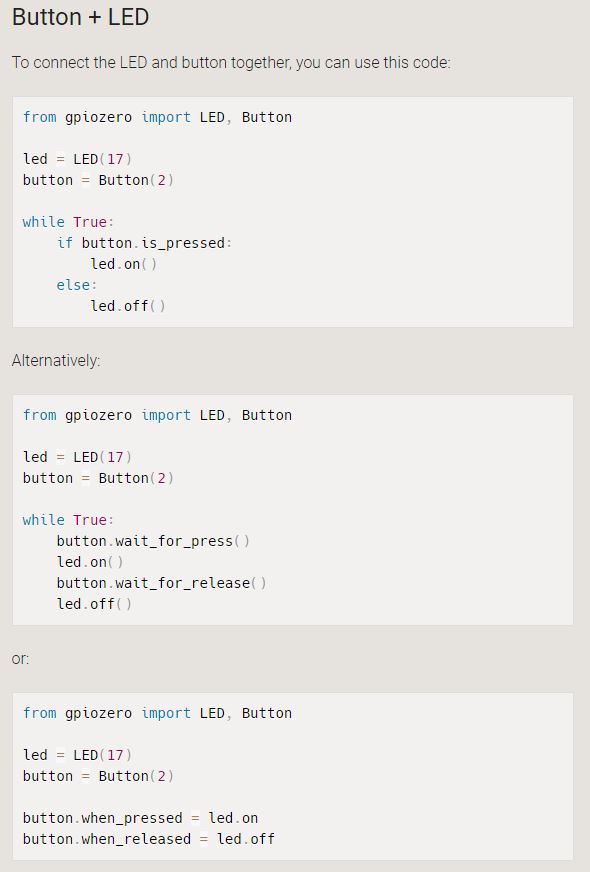 Button + LED
To connect the LED and button together, you can use this code:
from gpiozero import LED, Button
led = LED(17)
button = Button(2)
while True:
    if button.is_pressed:
        led.on()
    else:
        led.off()
Alternatively:
from gpiozero import LED, Button
led = LED(17)
button = Button(2)
while True:
    button.wait_for_press()
    led.on()
    button.wait_for_release()
    led.off()
or:
from gpiozero import LED, Button
led = LED(17)
button = Button(2)
button.when_pressed = led.on
button.when_released = led.off